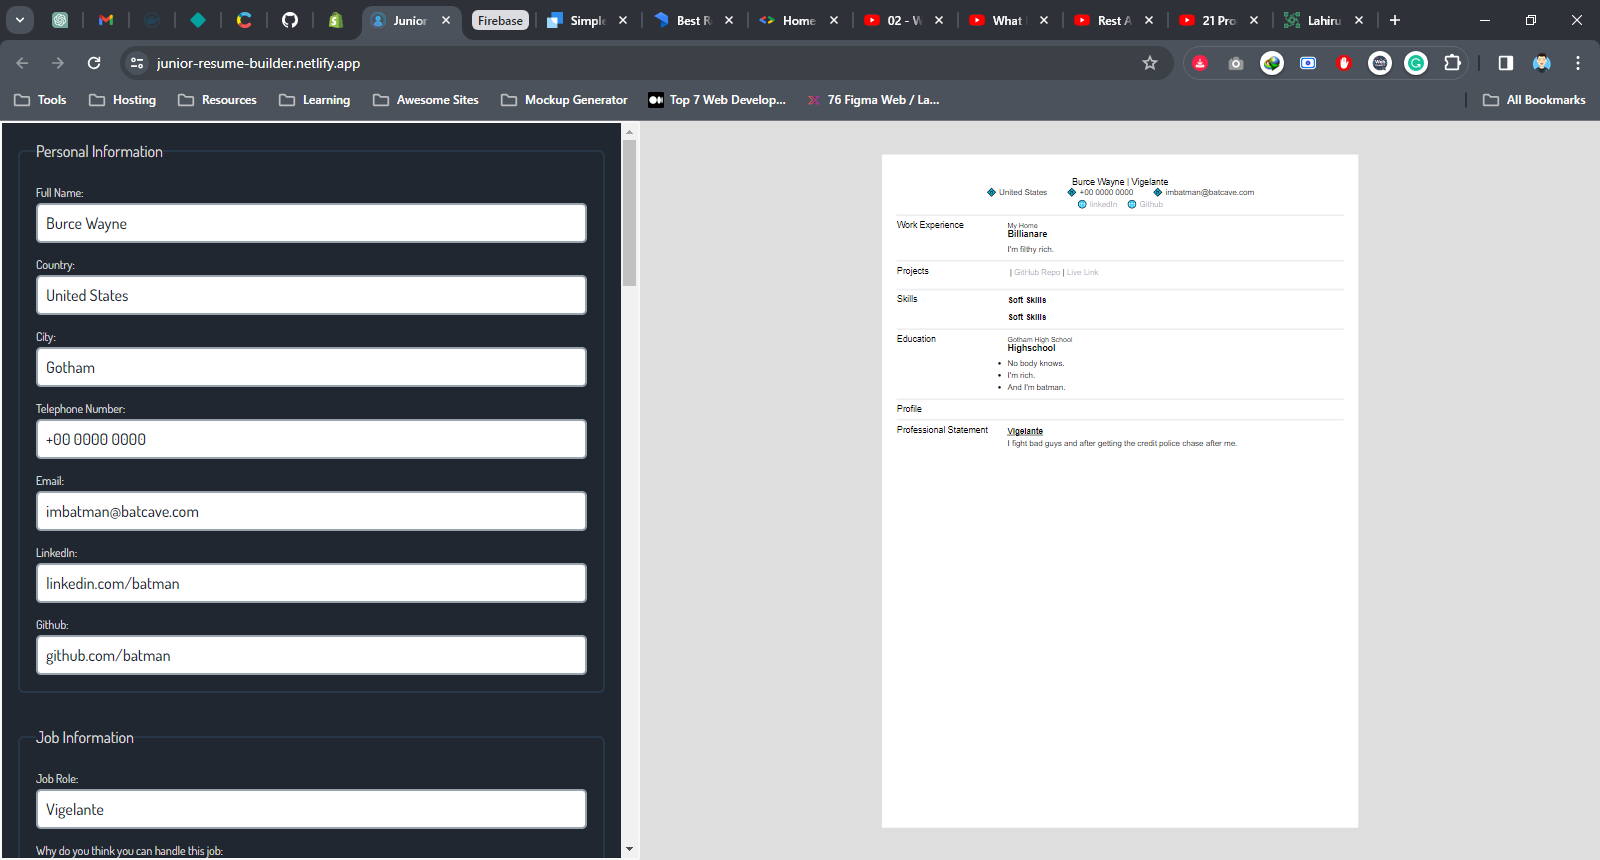 Junior
Firebase
Simple
Best R
Home
02 - W
What
Rest A
21 Pro
Lahiru
junior-resume-builder.netlify.app
Tools
Hosting
Resources
Learning
Awesome Sites
Mockup Generator
Top 7 Web Develop...
76 Figma Web / La...
All Bookmarks
Personal Information
Full Name:
Burce Wayne
Country:
United States
City:
Gotham
Telephone Number:
+00 0000 0000
Email:
imbatman@batcave.com
LinkedIn:
linkedin.com/batman
Github:
github.com/batman
Job Information
Job Role:
Vigelante
Why do you think you can handle this job:
Burce Wayne | Vigelante
United States +00 0000 0000 imbatman@batcave.com
linkedIn Github
Work Experience
My Home
Billianare
I'm filthy rich.
Projects
| GitHub Repo | Live Link
Skills
Soft Skills
Soft Skills
Education
Gotham High School
Highschool
• No body knows.
• I'm rich.
• And I'm batman.
Profile
Professional Statement
Vigelante
I fight bad guys and after getting the credit police chase after me.